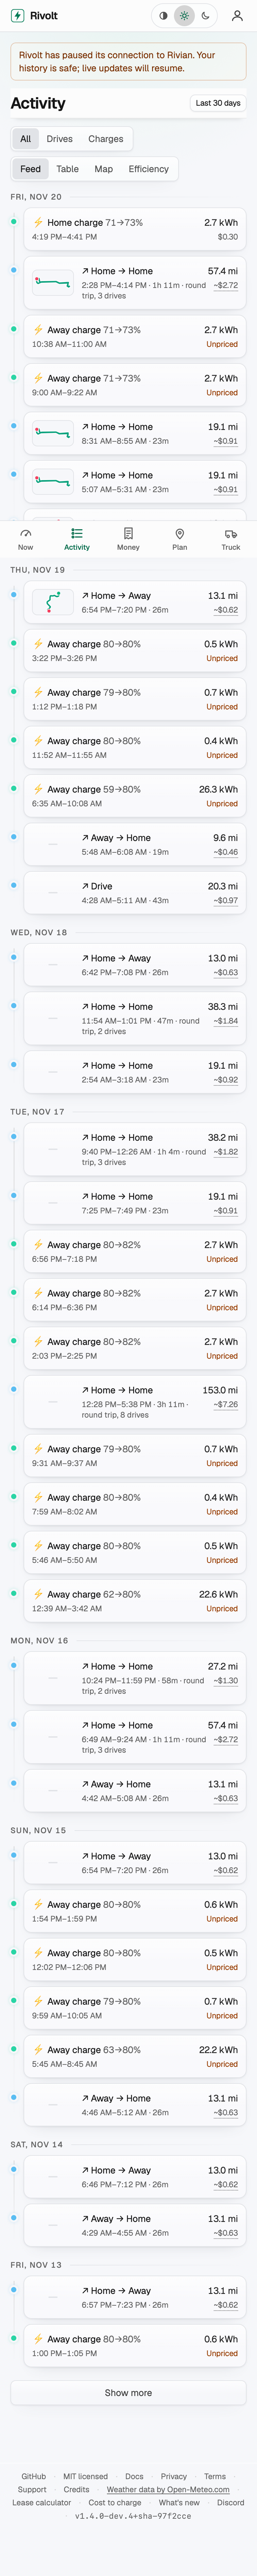 Rivolt
Rivolt has paused its connection to Rivian. Your
history is safe; live updates will resume.
Activity
Last 30 days
All Drives Charges
Feed Table Map Efficiency
FRI, NOV 20
⚡ Home charge 71→73% 2.7 kWh
4:19 PM–4:41 PM $0.30
↗ Home → Home 57.4 mi
2:28 PM–4:14 PM · 1h 11m · round ~$2.72
trip, 3 drives
⚡ Away charge 71→73% 2.7 kWh
10:38 AM–11:00 AM Unpriced
⚡ Away charge 71→73% 2.7 kWh
9:00 AM–9:22 AM Unpriced
↗ Home → Home 19.1 mi
8:31 AM–8:55 AM · 23m ~$0.91
↗ Home → Home 19.1 mi
5:07 AM–5:31 AM · 23m ~$0.91
Now Activity Money Plan Truck
THU, NOV 19
↗ Home → Away 13.1 mi
6:54 PM–7:20 PM · 26m ~$0.62
⚡ Away charge 80→80% 0.5 kWh
3:22 PM–3:26 PM Unpriced
⚡ Away charge 79→80% 0.7 kWh
1:12 PM–1:18 PM Unpriced
⚡ Away charge 80→80% 0.4 kWh
11:52 AM–11:55 AM Unpriced
⚡ Away charge 59→80% 26.3 kWh
6:35 AM–10:08 AM Unpriced
↗ Away → Home 9.6 mi
5:48 AM–6:08 AM · 19m ~$0.46
↗ Drive 20.3 mi
4:28 AM–5:11 AM · 43m ~$0.97
WED, NOV 18
↗ Home → Away 13.0 mi
6:42 PM–7:08 PM · 26m ~$0.63
↗ Home → Home 38.3 mi
11:54 AM–1:01 PM · 47m · round ~$1.84
trip, 2 drives
↗ Home → Home 19.1 mi
2:54 AM–3:18 AM · 23m ~$0.92
TUE, NOV 17
↗ Home → Home 38.2 mi
9:40 PM–12:26 AM · 1h 4m · round ~$1.82
trip, 3 drives
↗ Home → Home 19.1 mi
7:25 PM–7:49 PM · 23m ~$0.91
⚡ Away charge 80→82% 2.7 kWh
6:56 PM–7:18 PM Unpriced
⚡ Away charge 80→82% 2.7 kWh
6:14 PM–6:36 PM Unpriced
⚡ Away charge 80→82% 2.7 kWh
2:03 PM–2:25 PM Unpriced
↗ Home → Home 153.0 mi
12:28 PM–5:38 PM · 3h 11m · ~$7.26
round trip, 8 drives
⚡ Away charge 79→80% 0.7 kWh
9:31 AM–9:37 AM Unpriced
⚡ Away charge 80→80% 0.4 kWh
7:59 AM–8:02 AM Unpriced
⚡ Away charge 80→80% 0.5 kWh
5:46 AM–5:50 AM Unpriced
⚡ Away charge 62→80% 22.6 kWh
12:39 AM–3:42 AM Unpriced
MON, NOV 16
↗ Home → Home 27.2 mi
10:24 PM–11:59 PM · 58m · round ~$1.30
trip, 2 drives
↗ Home → Home 57.4 mi
6:49 AM–9:24 AM · 1h 11m · round ~$2.72
trip, 3 drives
↗ Away → Home 13.1 mi
4:42 AM–5:08 AM · 26m ~$0.63
SUN, NOV 15
↗ Home → Away 13.0 mi
6:54 PM–7:20 PM · 26m ~$0.62
⚡ Away charge 80→80% 0.6 kWh
1:54 PM–1:59 PM Unpriced
⚡ Away charge 80→80% 0.5 kWh
12:02 PM–12:06 PM Unpriced
⚡ Away charge 79→80% 0.7 kWh
9:59 AM–10:05 AM Unpriced
⚡ Away charge 63→80% 22.2 kWh
5:45 AM–8:45 AM Unpriced
↗ Away → Home 13.1 mi
4:46 AM–5:12 AM · 26m ~$0.63
SAT, NOV 14
↗ Home → Away 13.0 mi
6:46 PM–7:12 PM · 26m ~$0.62
↗ Away → Home 13.1 mi
4:29 AM–4:55 AM · 26m ~$0.63
FRI, NOV 13
↗ Home → Away 13.1 mi
6:57 PM–7:23 PM · 26m ~$0.62
⚡ Away charge 80→80% 0.6 kWh
1:00 PM–1:05 PM Unpriced
Show more
GitHub · MIT licensed · Docs · Privacy · Terms ·
Support · Credits · Weather data by Open-Meteo.com ·
Lease calculator · Cost to charge · What's new · Discord
· v1.4.0-dev.4+sha-97f2cce